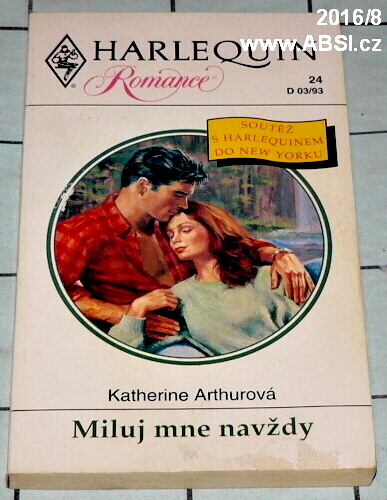 2016/8
www.ABSI.cz
HARLEQUIN
Romance®
24
D 03/93
SOUTĚŽ
S HARLEQUINEM
DO NEW YORKU
Katherine Arthurová
Miluj mne navždy